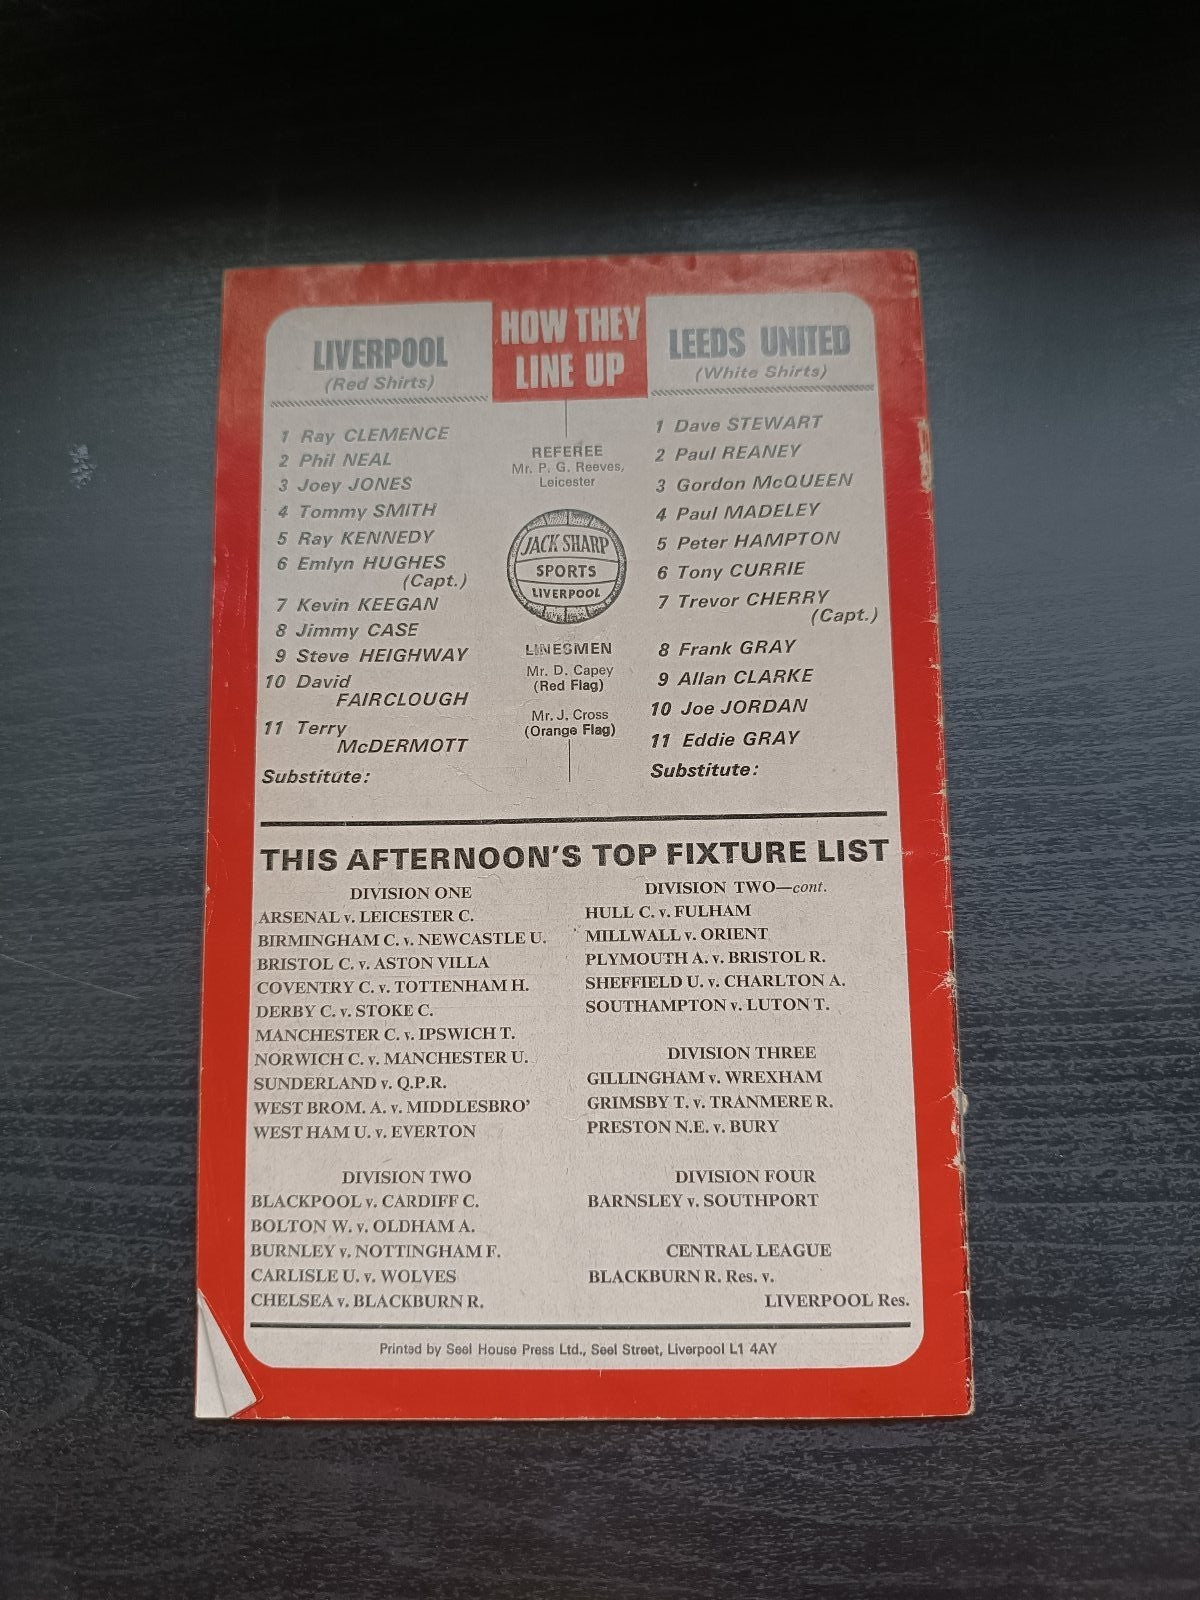 LIVERPOOL
(Red Shirts)
1 Ray CLEMENCE
2 Phil NEAL
3 Joey JONES
4 Tommy SMITH
5 Ray KENNEDY
6 Emlyn HUGHES
(Capt.)
7 Kevin KEEGAN
8 Jimmy CASE
9 Steve HEIGHWAY
10 David
FAIRCLOUGH
11 Terry
McDERMOTT
Substitute:
HOW THEY
LINE UP
REFEREE
Mr. P. G. Reeves,
Leicester
JACK SHARP
SPORTS
LIVERPOOL
LINESMEN
Mr. D. Capey
(Red Flag)
Mr. J. Cross
(Orange Flag)
LEEDS UNITED
(White Shirts)
1 Dave STEWART
2 Paul REANEY
3 Gordon McQUEEN
4 Paul MADELEY
5 Peter HAMPTON
6 Tony CURRIE
7 Trevor CHERRY
(Capt.)
8 Frank GRAY
9 Allan CLARKE
10 Joe JORDAN
11 Eddie GRAY
Substitute:
THIS AFTERNOON'S TOP FIXTURE LIST
DIVISION ONE
ARSENAL v. LEICESTER C.
BIRMINGHAM C. v. NEWCASTLE U.
BRISTOL C. v. ASTON VILLA
COVENTRY C. v. TOTTENHAM H.
DERBY C. v. STOKE C.
MANCHESTER C. v. IPSWICH T.
NORWICH C. v. MANCHESTER U.
SUNDERLAND v. Q.P.R.
WEST BROM. A. v. MIDDLESBRO'
WEST HAM U. v. EVERTON
DIVISION TWO
BLACKPOOL v. CARDIFF C.
BOLTON W. v. OLDHAM A.
BURNLEY v. NOTTINGHAM F.
CARLISLE U. v. WOLVES
CHELSEA v. BLACKBURN R.
DIVISION TWO—cont.
HULL C. v. FULHAM
MILLWALL v. ORIENT
PLYMOUTH A. v. BRISTOL R.
SHEFFIELD U. v. CHARLTON A.
SOUTHAMPTON v. LUTON T.
DIVISION THREE
GILLINGHAM v. WREXHAM
GRIMSBY T. v. TRANMERE R.
PRESTON N.E. v. BURY
DIVISION FOUR
BARNSLEY v. SOUTHPORT
CENTRAL LEAGUE
BLACKBURN R. Res. v.
LIVERPOOL Res.
Printed by Seel House Press Ltd., Seel Street, Liverpool L1 4AY